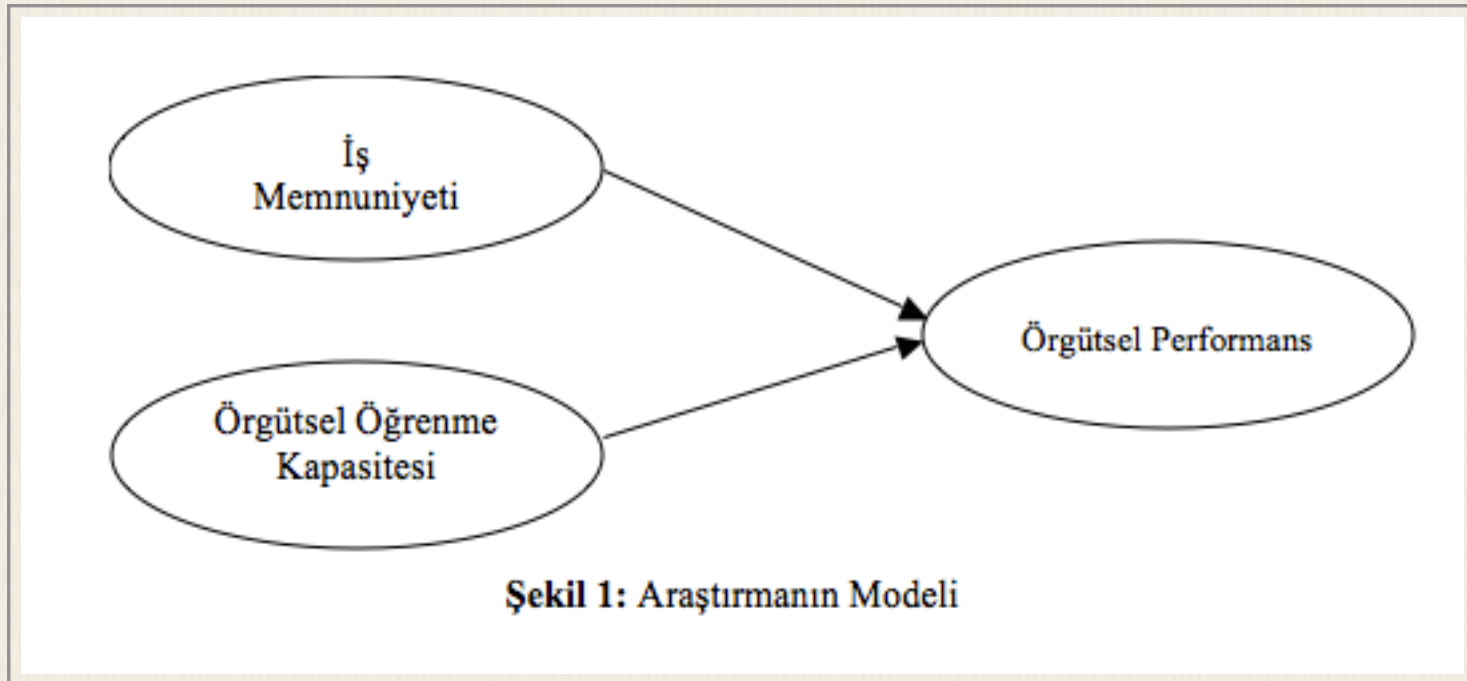 İş
Memnuniyeti
Örgütsel Performans
Örgütsel Öğrenme
Kapasitesi
Şekil 1: Araştırmanın Modeli